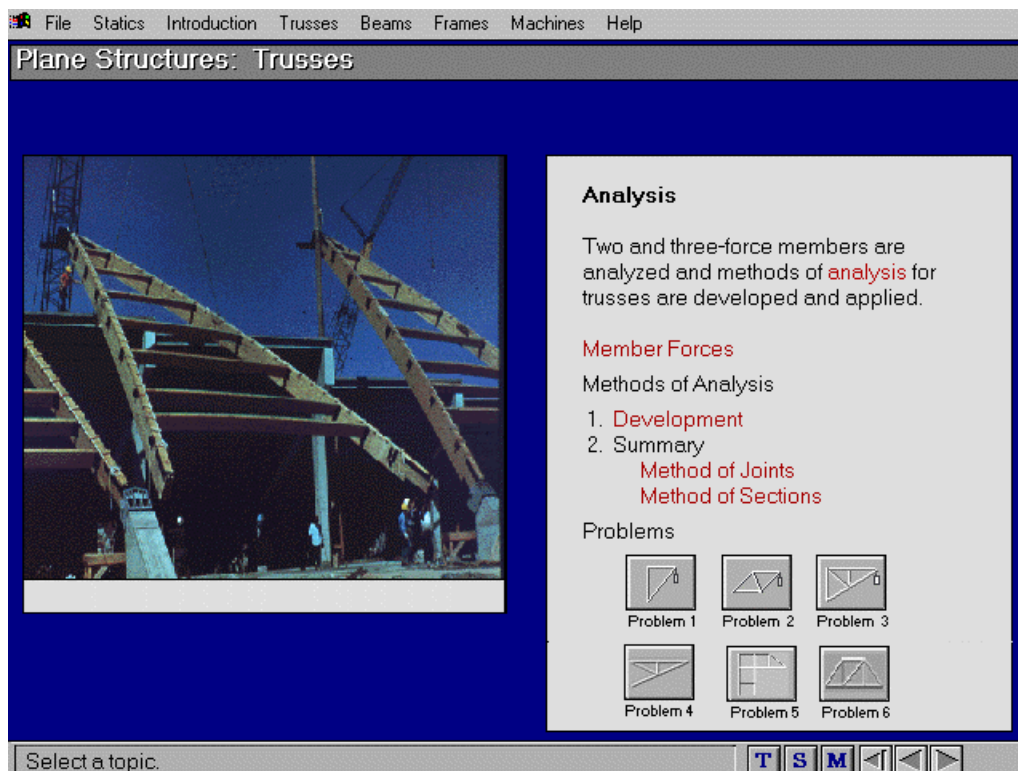 File Statics Introduction Trusses Beams Frames Machines Help
Plane Structures: Trusses
Analysis
Two and three-force members are
analyzed and methods of analysis for
trusses are developed and applied.
Member Forces
Methods of Analysis
1. Development
2. Summary
Method of Joints
Method of Sections
Problems
Problem 1 Problem 2 Problem 3
Problem 4 Problem 5 Problem 6
Select a topic. T S M